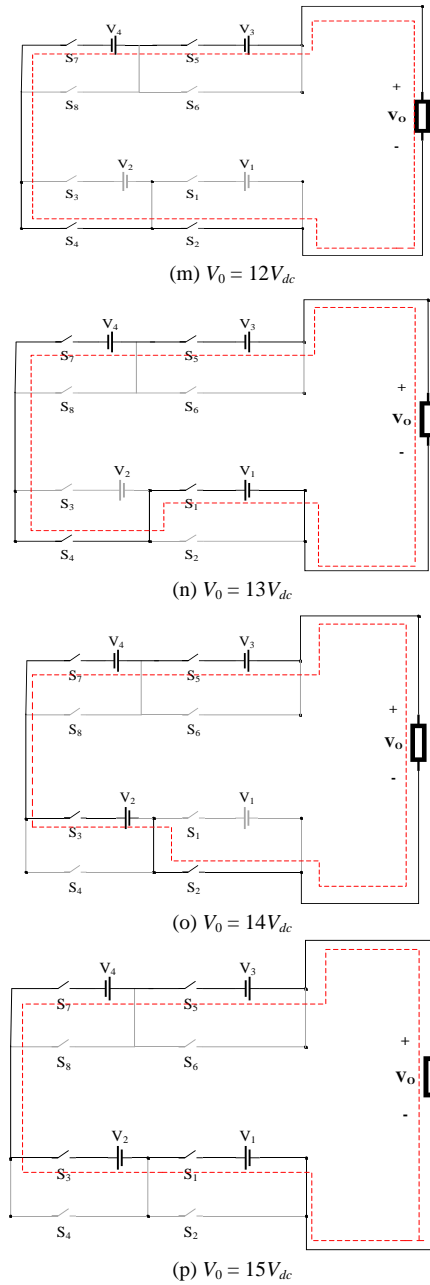 V4 V3
S7 S5
+
S8 S6
vo
V2 V1
-
S3 S1
S4 S2
(m) V0 = 12Vdc
V4 V3
S7 S5
+
S8 S6
vo
V2 V1
-
S3 S1
S4 S2
(n) V0 = 13Vdc
V4 V3
S7 S5
+
S8 S6
vo
-
V2 V1
S3 S1
S4 S2
(o) V0 = 14Vdc
V4 V3
S7 S5
+
S8 S6
vo
-
V2 V1
S3 S1
S4 S2
(p) V0 = 15Vdc